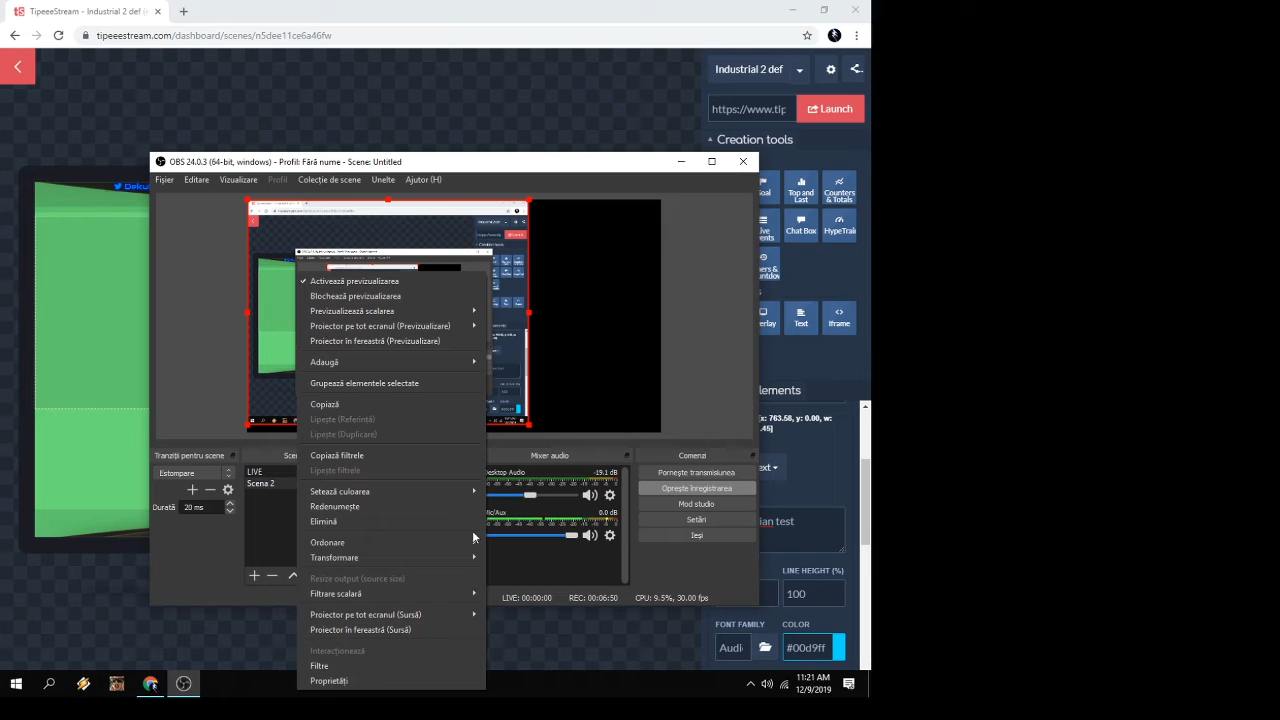 TipeeeStream - Industrial 2 def (
tipeeestream.com/dashboard/scenes/n5dee11ce6a46fw
Industrial 2 def
https://www.tip
Launch
Creation tools
Goal
Top and Last
Counters & Totals
Chat Box
HypeTrain
Text
Iframe
[x: 763.58, y: 0.00, w:
LINE HEIGHT (%)
100
FONT FAMILY
COLOR
Audi
#00d9ff
OBS 24.0.3 (64-bit, windows) - Profil: Fără nume - Scene: Untitled
Fișier Editare Vizualizare Profil Colecție de scene Unelte Ajutor (H)
Activează previzualizarea
Blochează previzualizarea
Previzualizează scalarea
Proiector pe tot ecranul (Previzualizare)
Proiector în fereastră (Previzualizare)
Adaugă
Grupează elementele selectate
Copiază
Lipește (Referință)
Lipește (Duplicare)
Copiază filtrele
Lipește filtrele
Setează culoarea
Redenumește
Elimină
Ordonare
Transformare
Resize output (source size)
Filtrare scalară
Proiector pe tot ecranul (Sursă)
Proiector în fereastră (Sursă)
Interacționează
Filtre
Proprietăți
Tranziții pentru scene
Estompare
Durată 20 ms
LIVE
Scena 2
Mixer audio
Desktop Audio -19.1 dB
Mic/Aux 0.0 dB
Comenzi
Pornește transmisiunea
Oprește înregistrarea
Mod studio
Setări
Ieși
LIVE: 00:00:00 REC: 00:06:50 CPU: 9.5%, 30.00 fps
11:21 AM
12/9/2019